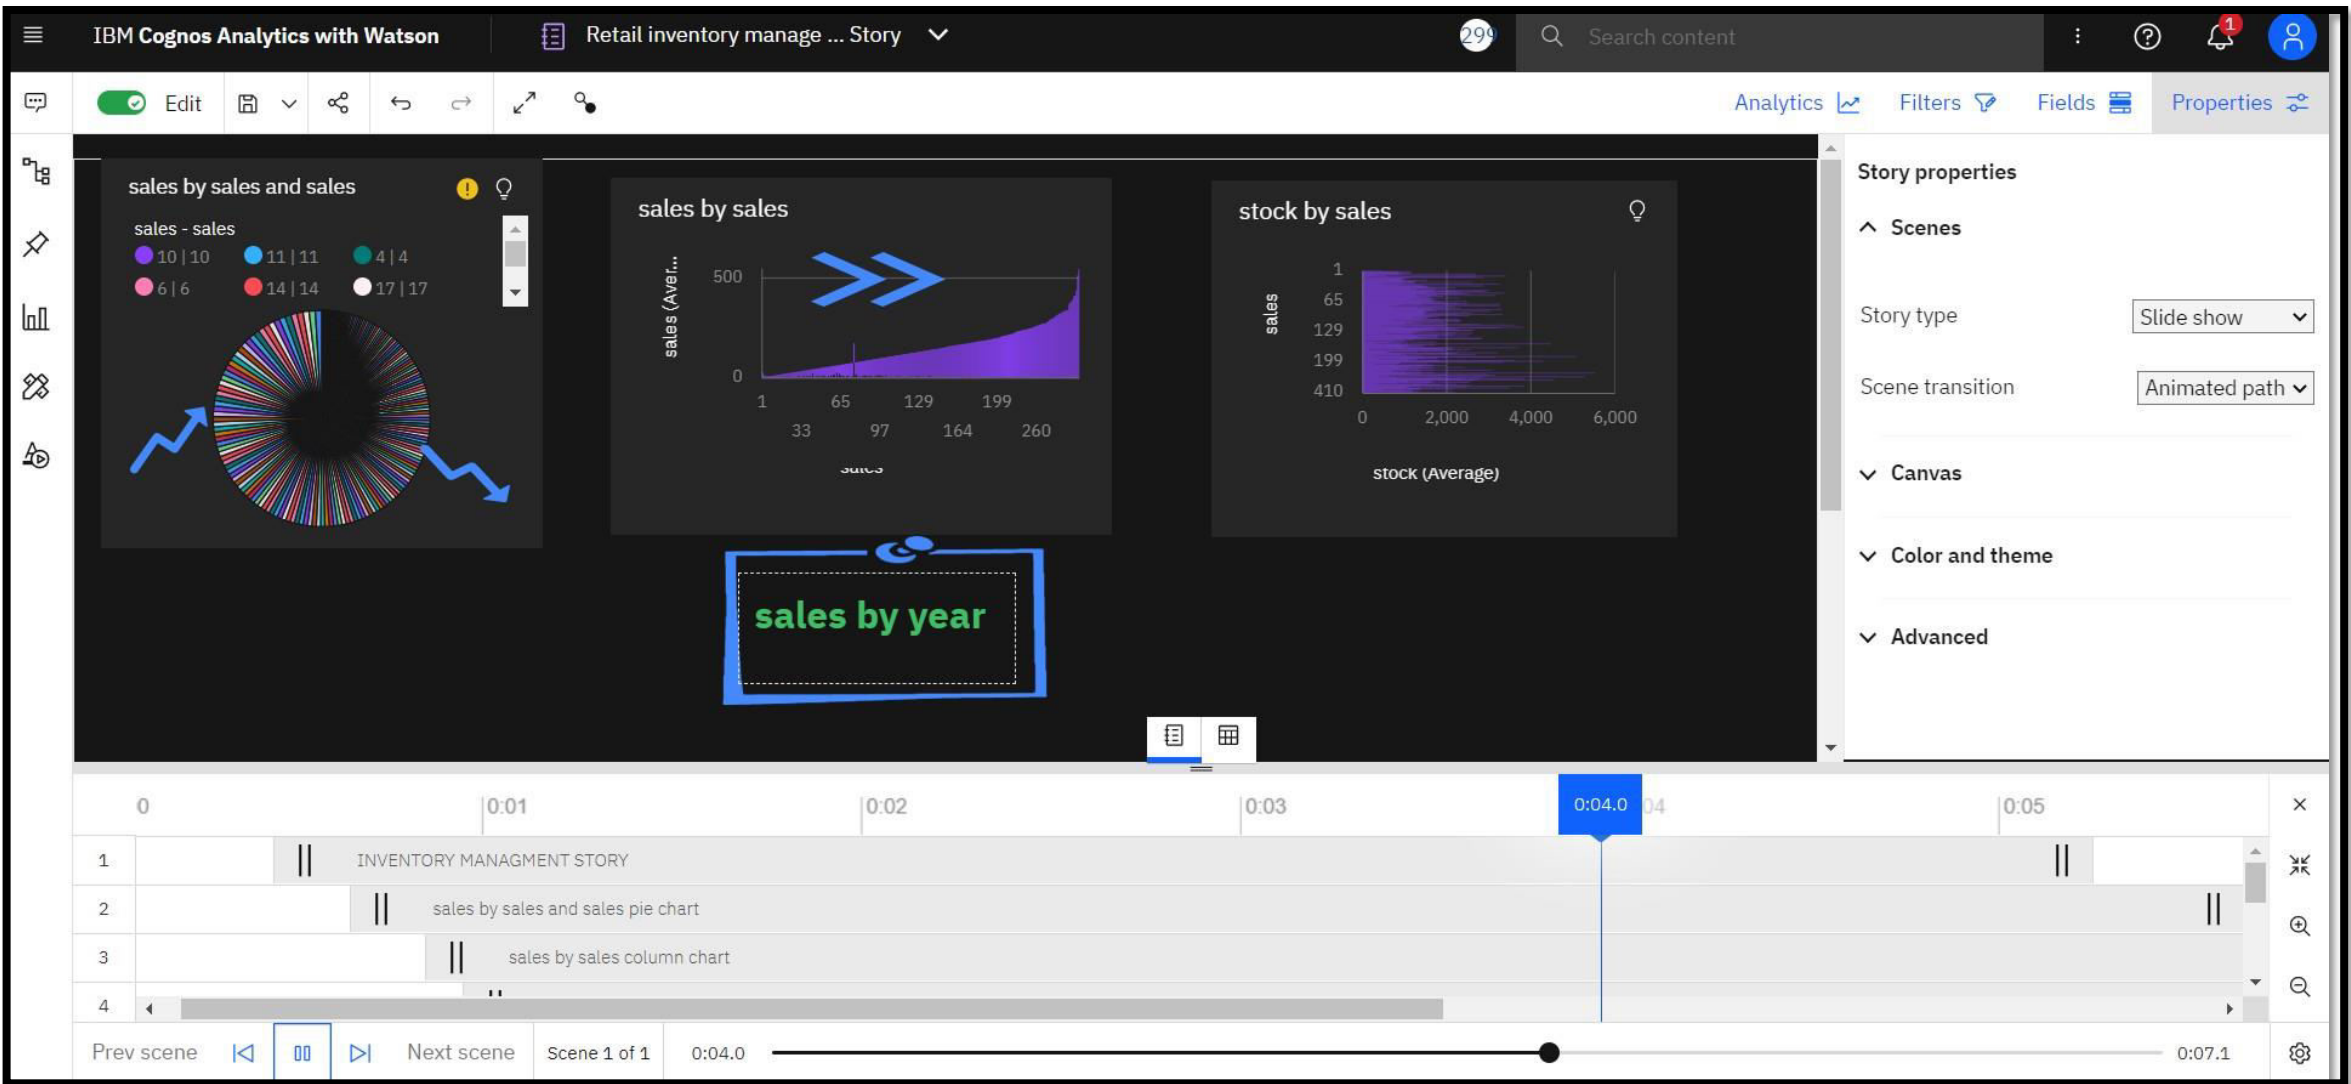 IBM Cognos Analytics with Watson
Retail inventory manage ... Story
299
Search content
1
Edit
Analytics
Filters
Fields
Properties
sales by sales and sales
sales - sales
10 | 10
11 | 11
4 | 4
6 | 6
14 | 14
17 | 17
sales by sales
sales (Aver...
500
0
1
65
129
199
33
97
164
260
sales
stock by sales
sales
1
65
129
199
410
0
2,000
4,000
6,000
stock (Average)
sales by year
Story properties
Scenes
Story type
Slide show
Scene transition
Animated path
Canvas
Color and theme
Advanced
0
0:01
0:02
0:03
0:04.0
04
0:05
1
INVENTORY MANAGMENT STORY
2
sales by sales and sales pie chart
3
sales by sales column chart
4
Prev scene
Next scene
Scene 1 of 1
0:04.0
0:07.1